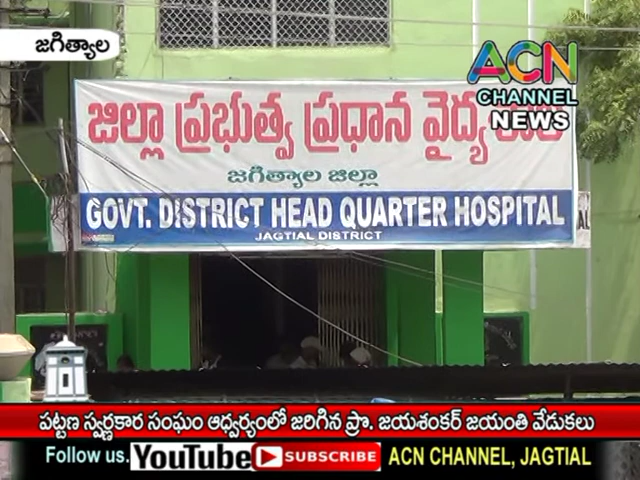 జగిత్యాల
ACN
CHANNEL
NEWS
జిల్లా ప్రభుత్వ ప్రధాన వైద్య
జగిత్యాల జిల్లా
GOVT. DISTRICT HEAD QUARTER HOSPITAL
JAGTIAL DISTRICT
పట్టణ స్వర్ణకార సంఘం ఆధ్వర్యంలో జరిగిన ప్రొ. జయశంకర్ జయంతి వేడుకలు
Follow us. YouTube SUBSCRIBE ACN CHANNEL, JAGTIAL